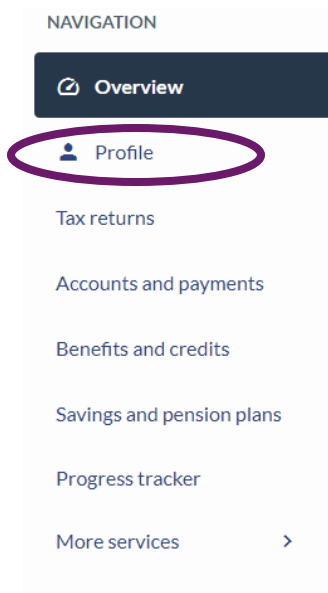 NAVIGATION
Overview
Profile
Tax returns
Accounts and payments
Benefits and credits
Savings and pension plans
Progress tracker
More services